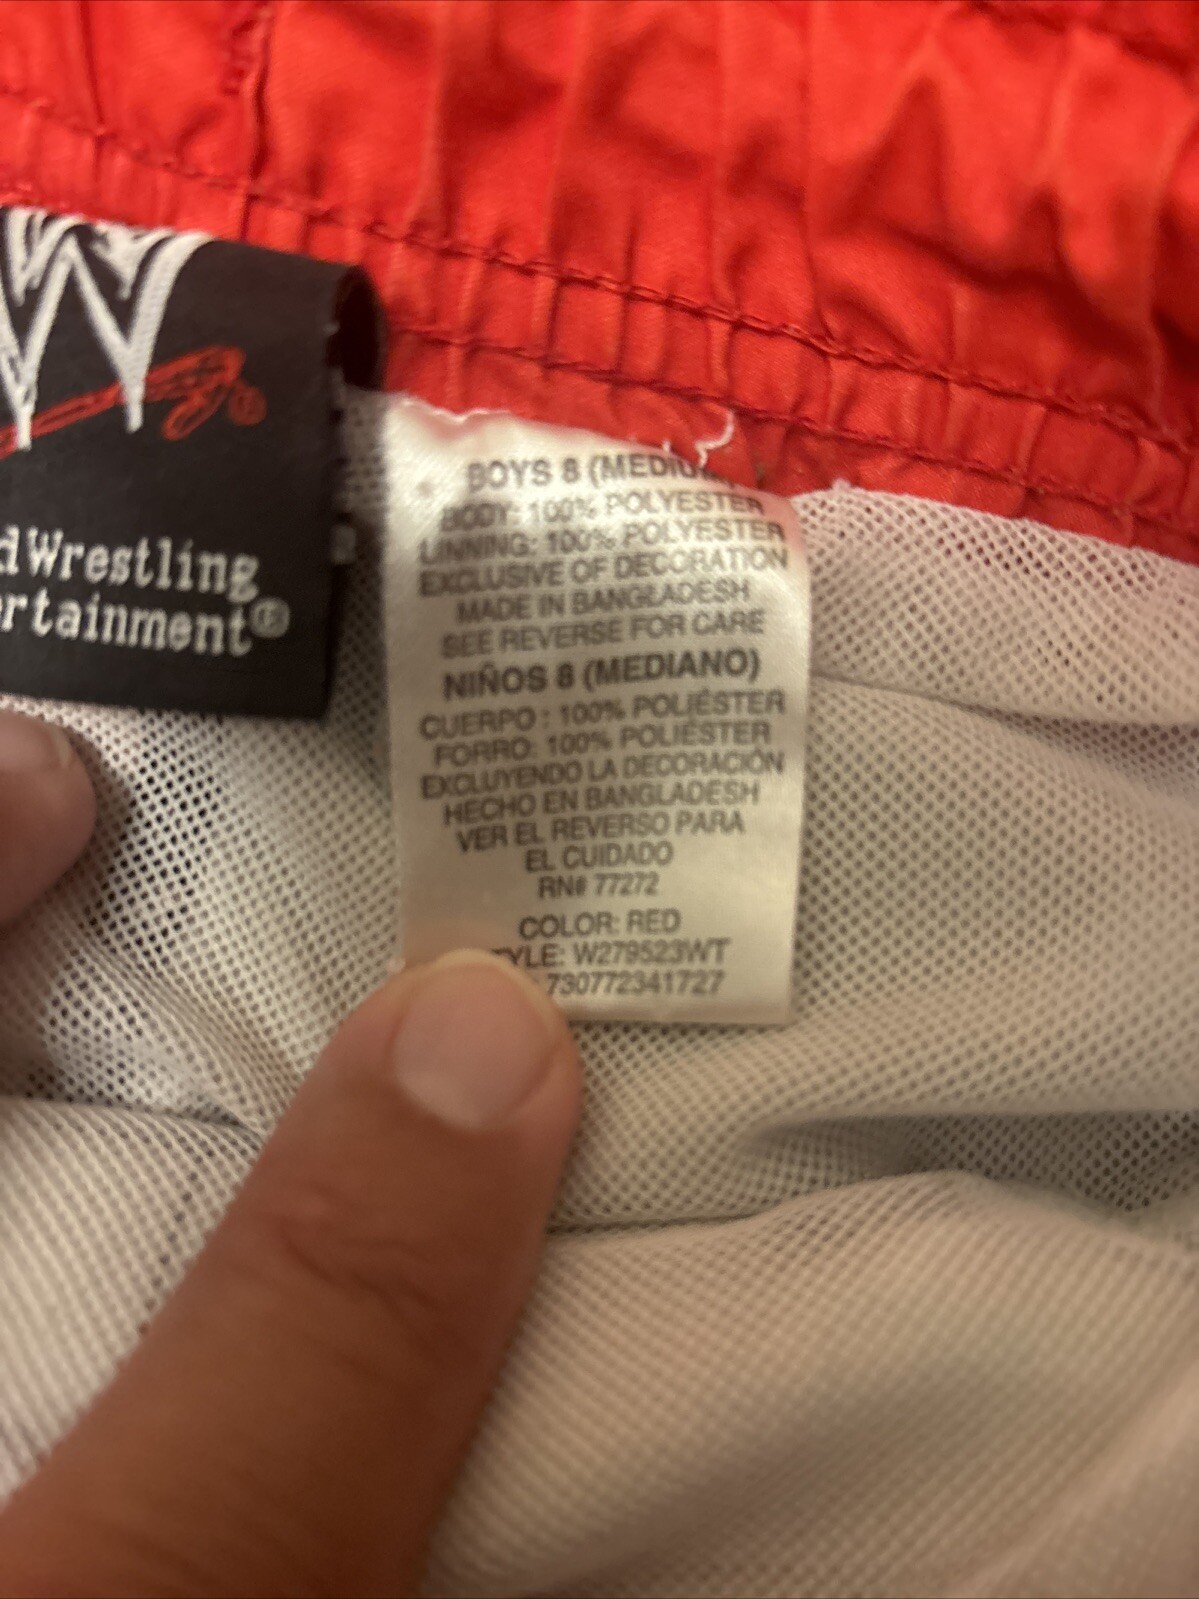 W
dWrestling
rtainment®
BOYS 8 (MEDIUM)
BODY: 100% POLYESTER
LINNING: 100% POLYESTER
EXCLUSIVE OF DECORATION
MADE IN BANGLADESH
SEE REVERSE FOR CARE
NIÑOS 8 (MEDIANO)
CUERPO : 100% POLIÉSTER
FORRO: 100% POLIÉSTER
EXCLUYENDO LA DECORACIÓN
HECHO EN BANGLADESH
VER EL REVERSO PARA
EL CUIDADO
RN# 77272
COLOR: RED
TYLE: W279523WT
730772341727